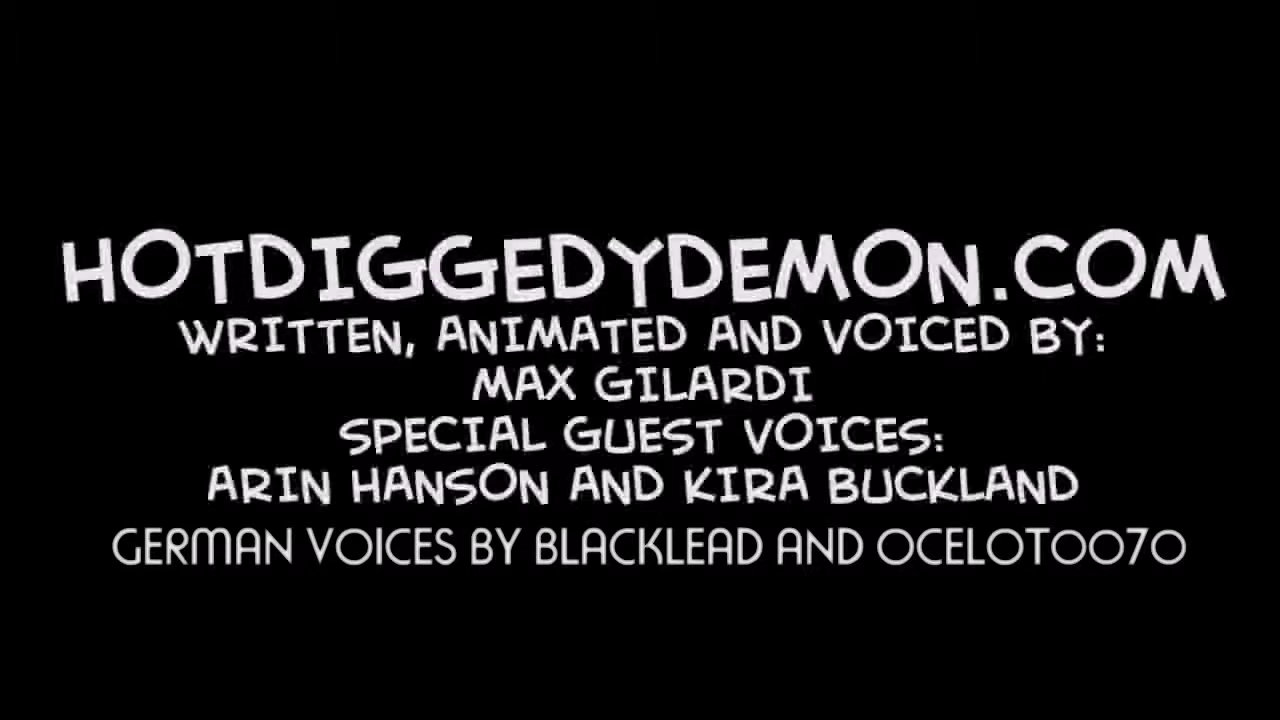 HOTDIGGEDYDEMON.COM
WRITTEN, ANIMATED AND VOICED BY:
MAX GILARDI
SPECIAL GUEST VOICES:
ARIN HANSON AND KIRA BUCKLAND
GERMAN VOICES BY BLACKLEAD AND OCELOT0070